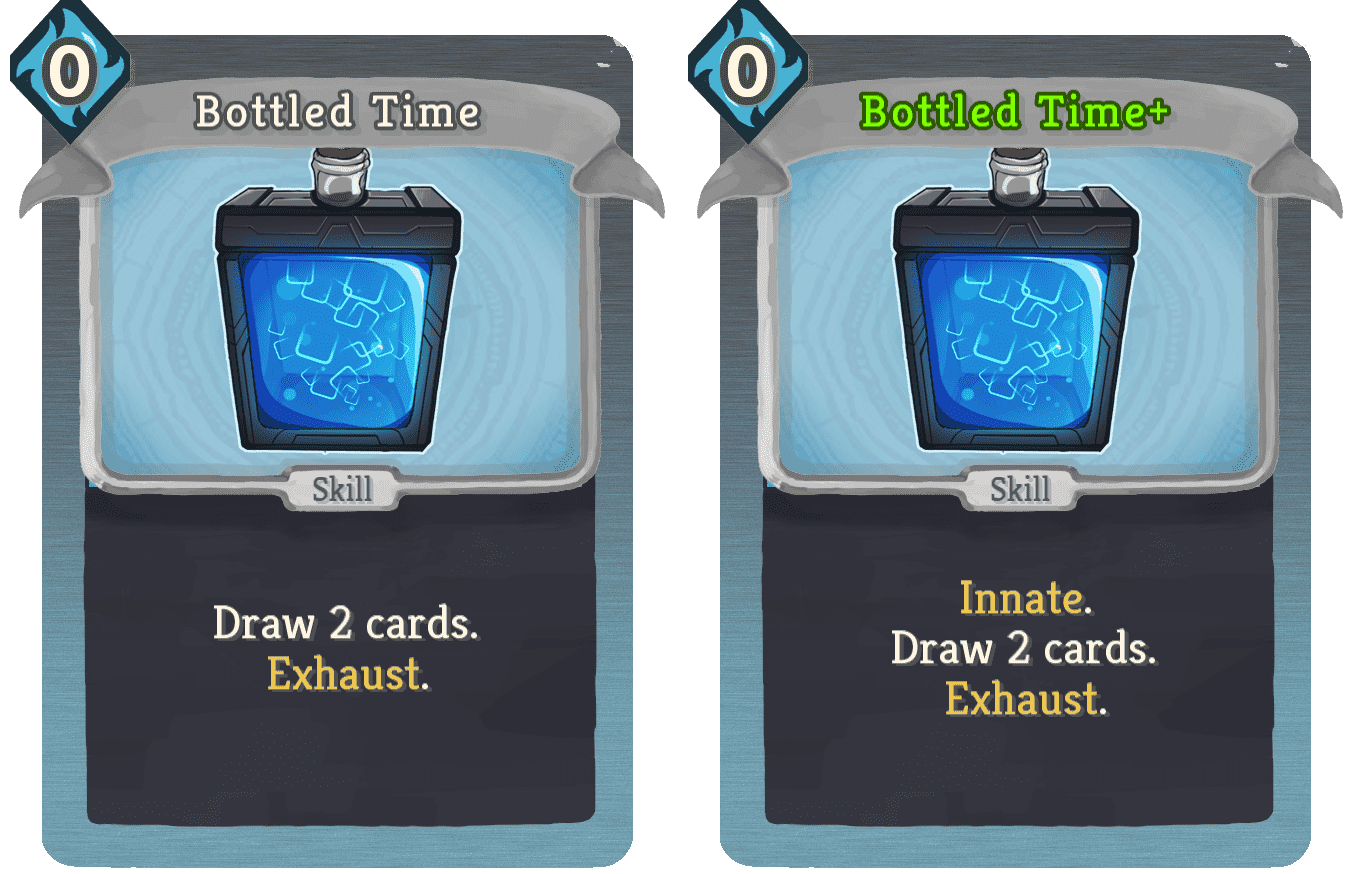 0
Bottled Time
Skill
Draw 2 cards.
Exhaust.
0
Bottled Time+
Skill
Innate.
Draw 2 cards.
Exhaust.